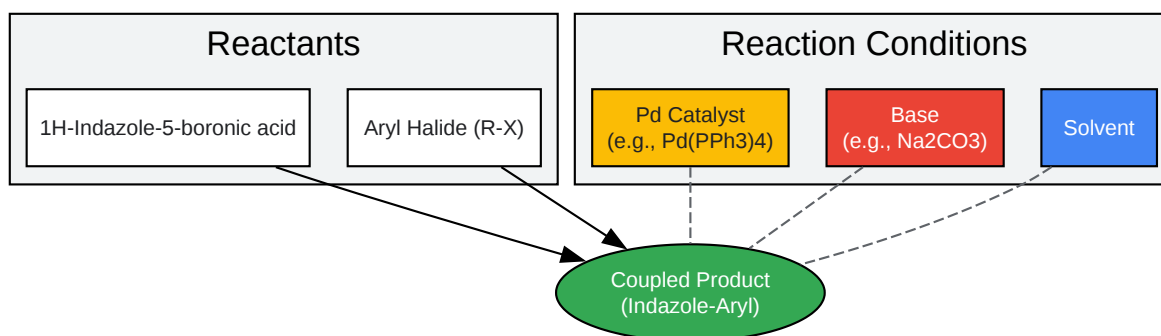 Reactants
Reaction Conditions
1H-Indazole-5-boronic acid
Aryl Halide (R-X)
Pd Catalyst
(e.g., Pd(PPh3)4)
Base
(e.g., Na2CO3)
Solvent
Coupled Product
(Indazole-Aryl)